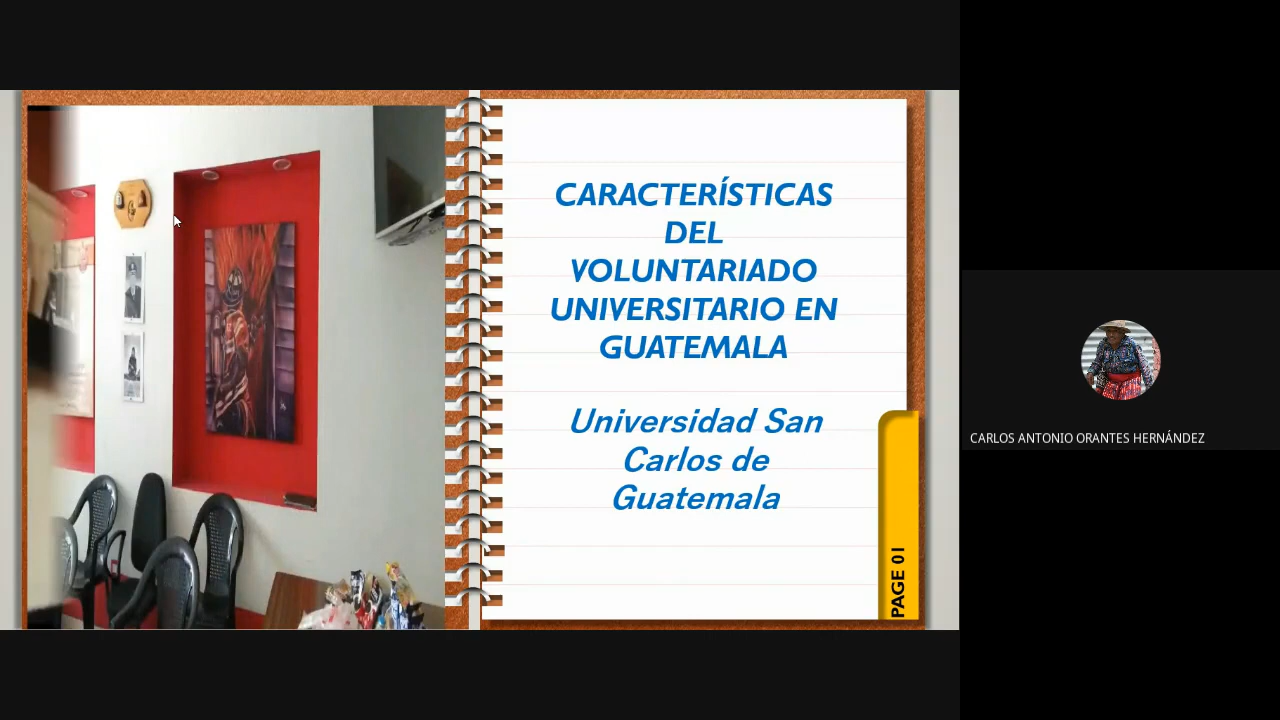 CARACTERÍSTICAS
DEL
VOLUNTARIADO
UNIVERSITARIO EN
GUATEMALA
Universidad San
Carlos de
Guatemala
PAGE 01
CARLOS ANTONIO ORANTES HERNÁNDEZ